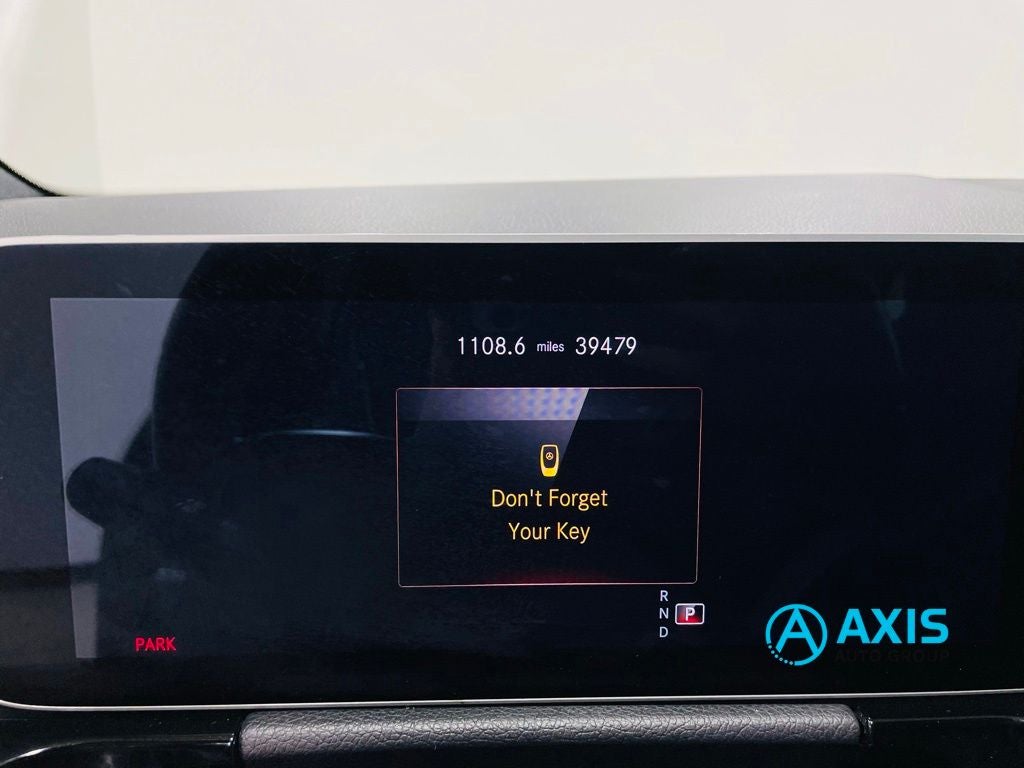 1108.6 miles 39479
Don't Forget
Your Key
R
N P
D
PARK
AXIS
AUTO GROUP